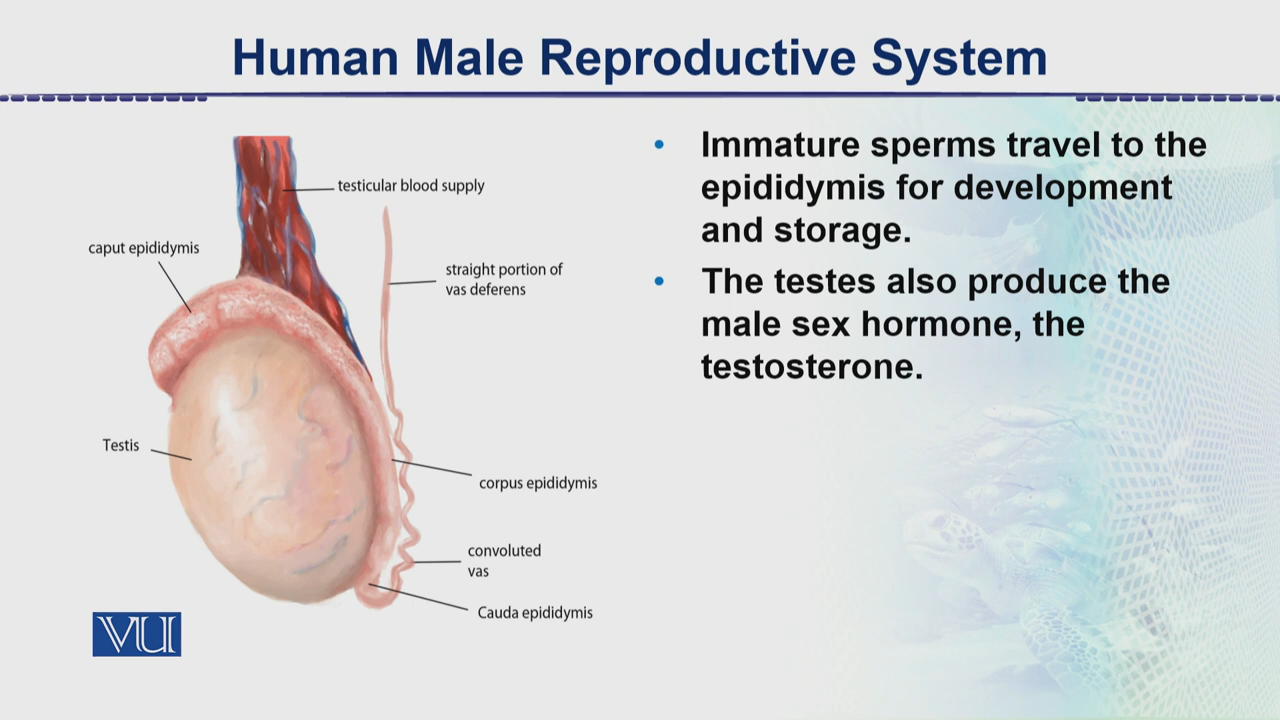 Human Male Reproductive System
testicular blood supply
caput epididymis
straight portion of
vas deferens
Testis
corpus epididymis
convoluted
vas
Cauda epididymis
VU
• Immature sperms travel to the
epididymis for development
and storage.
• The testes also produce the
male sex hormone, the
testosterone.